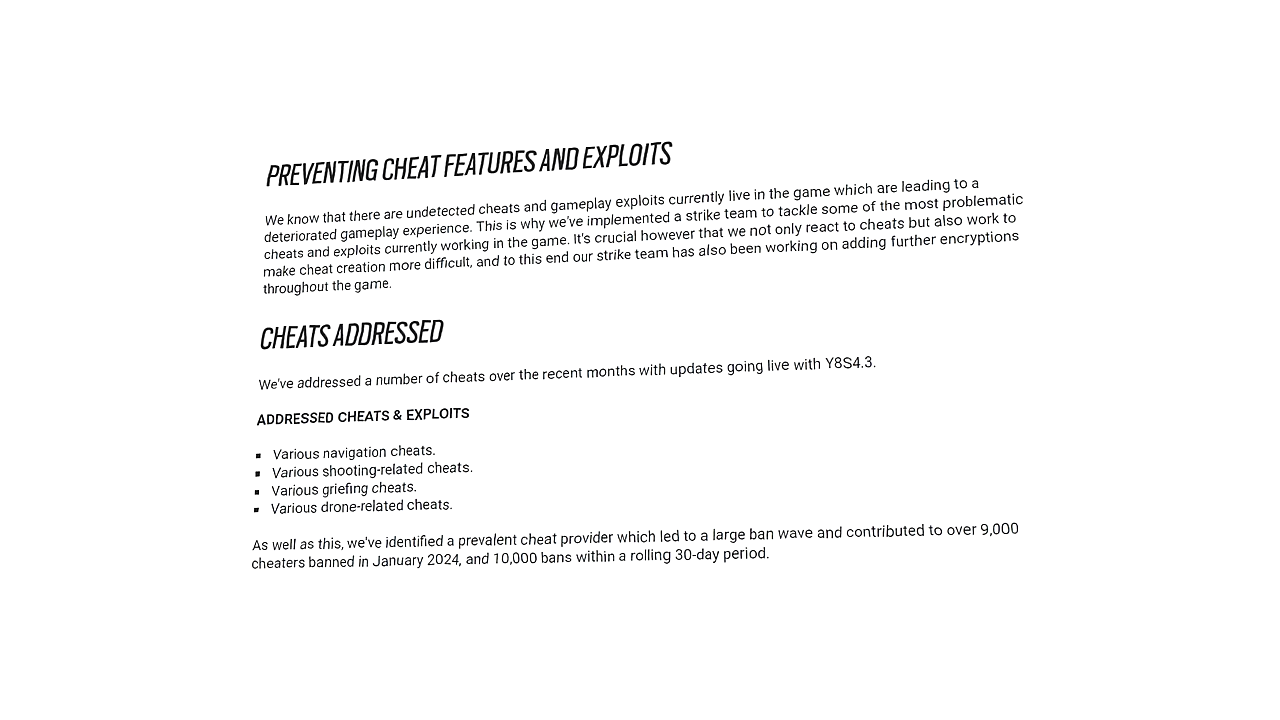 PREVENTING CHEAT FEATURES AND EXPLOITS
We know that there are undetected cheats and gameplay exploits currently live in the game which are leading to a
deteriorated gameplay experience. This is why we've implemented a strike team to tackle some of the most problematic
cheats and exploits currently working in the game. It's crucial however that we not only react to cheats but also work to
make cheat creation more difficult, and to this end our strike team has also been working on adding further encryptions
throughout the game.
CHEATS ADDRESSED
We've addressed a number of cheats over the recent months with updates going live with Y8S4.3.
ADDRESSED CHEATS & EXPLOITS
▪ Various navigation cheats.
▪ Various shooting-related cheats.
▪ Various griefing cheats.
▪ Various drone-related cheats.
As well as this, we've identified a prevalent cheat provider which led to a large ban wave and contributed to over 9,000
cheaters banned in January 2024, and 10,000 bans within a rolling 30-day period.